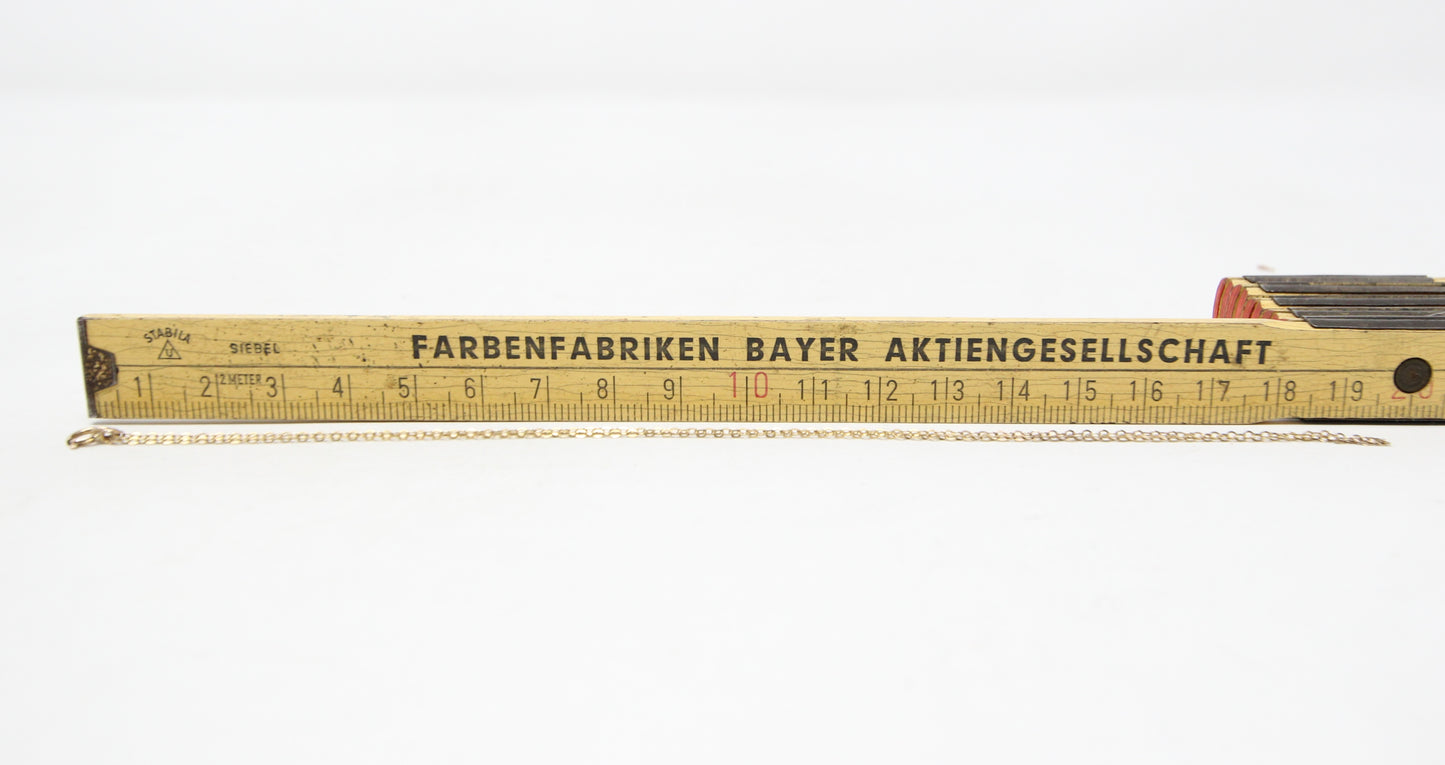 STABILA
U
SIEBEL
FARBENFABRIKEN BAYER AKTIENGESELLSCHAFT
1 2 2 METER 3 4 5 6 7 8 9 10 11 12 13 14 15 16 17 18 19 20